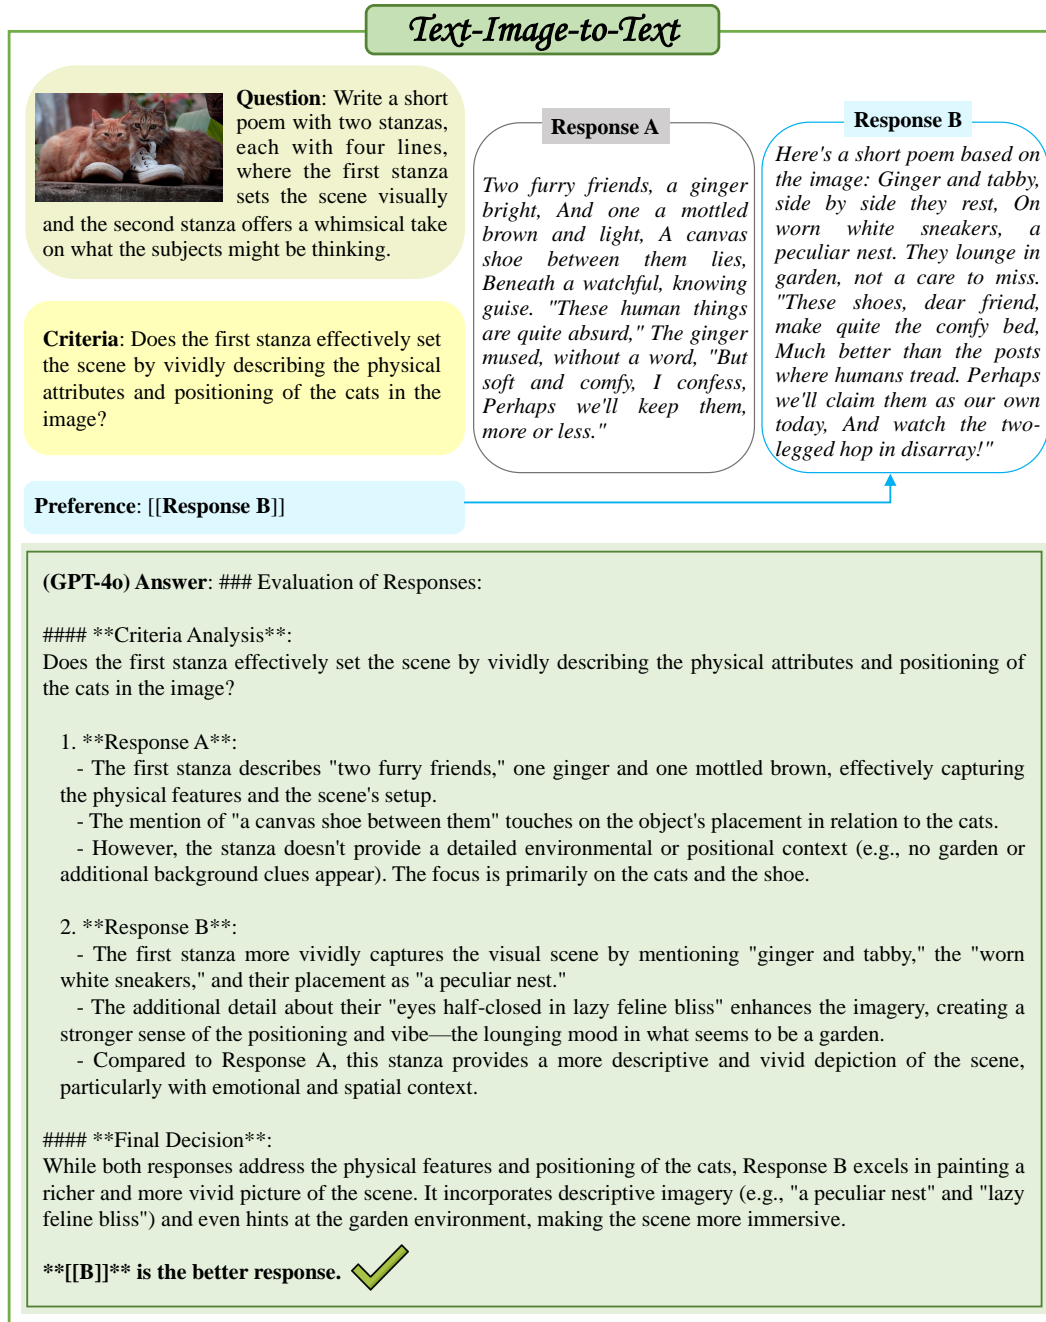 Text-Image-to-Text
Question: Write a short
poem with two stanzas,
each with four lines,
where the first stanza
sets the scene visually
and the second stanza offers a whimsical take
on what the subjects might be thinking.
Criteria: Does the first stanza effectively set
the scene by vividly describing the physical
attributes and positioning of the cats in the
image?
Preference: [[Response B]]
Response A
Two furry friends, a ginger
bright, And one a mottled
brown and light, A canvas
shoe between them lies,
Beneath a watchful, knowing
guise. "These human things
are quite absurd," The ginger
mused, without a word, "But
soft and comfy, I confess,
Perhaps we'll keep them,
more or less."
Response B
Here's a short poem based on
the image: Ginger and tabby,
side by side they rest, On
worn white sneakers, a
peculiar nest. They lounge in
garden, not a care to miss.
"These shoes, dear friend,
make quite the comfy bed,
Much better than the posts
where humans tread. Perhaps
we'll claim them as our own
today, And watch the two-
legged hop in disarray!"
(GPT-4o) Answer: ### Evaluation of Responses:
#### **Criteria Analysis**:
Does the first stanza effectively set the scene by vividly describing the physical attributes and positioning of
the cats in the image?
1. **Response A**:
- The first stanza describes "two furry friends," one ginger and one mottled brown, effectively capturing
the physical features and the scene's setup.
- The mention of "a canvas shoe between them" touches on the object's placement in relation to the cats.
- However, the stanza doesn't provide a detailed environmental or positional context (e.g., no garden or
additional background clues appear). The focus is primarily on the cats and the shoe.
2. **Response B**:
- The first stanza more vividly captures the visual scene by mentioning "ginger and tabby," the "worn
white sneakers," and their placement as "a peculiar nest."
- The additional detail about their "eyes half-closed in lazy feline bliss" enhances the imagery, creating a
stronger sense of the positioning and vibe—the lounging mood in what seems to be a garden.
- Compared to Response A, this stanza provides a more descriptive and vivid depiction of the scene,
particularly with emotional and spatial context.
#### **Final Decision**:
While both responses address the physical features and positioning of the cats, Response B excels in painting a
richer and more vivid picture of the scene. It incorporates descriptive imagery (e.g., "a peculiar nest" and "lazy
feline bliss") and even hints at the garden environment, making the scene more immersive.
**[[B]]** is the better response.